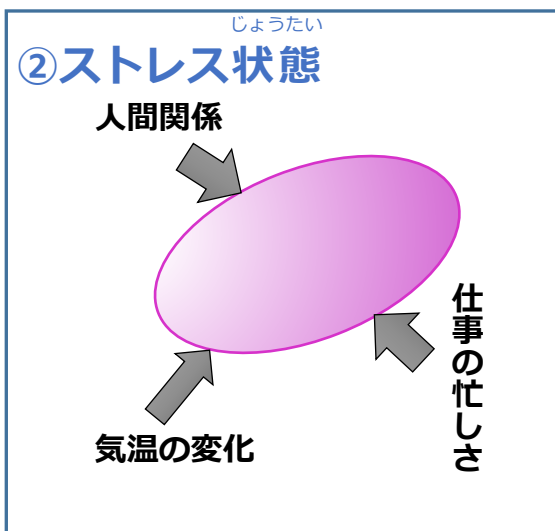 じょうたい
②ストレス状態
人間関係
仕事の忙しさ
気温の変化